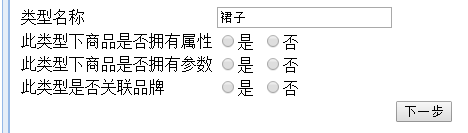 类型名称 裙子
此类型下商品是否拥有属性 是 否
此类型下商品是否拥有参数 是 否
此类型是否关联品牌 是 否
下一步